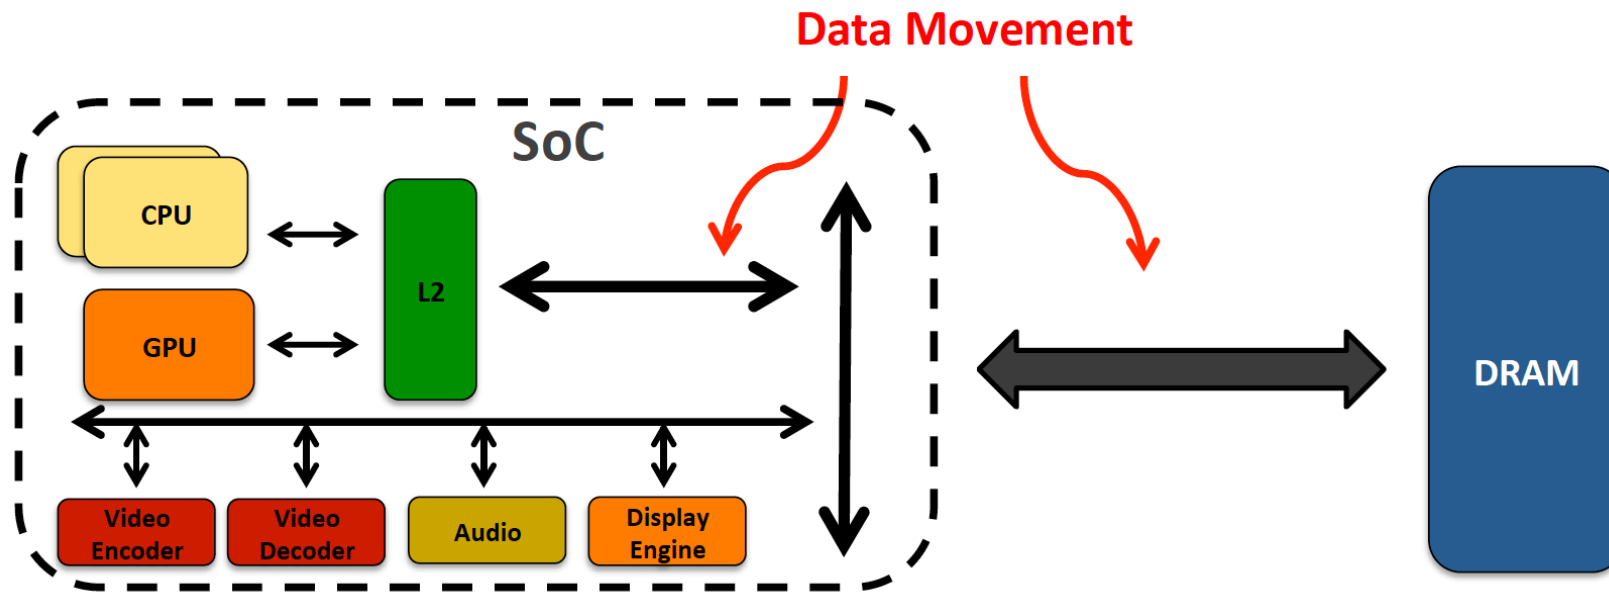 Data Movement
SoC
CPU
L2
GPU
DRAM
Video
Encoder
Video
Decoder
Audio
Display
Engine